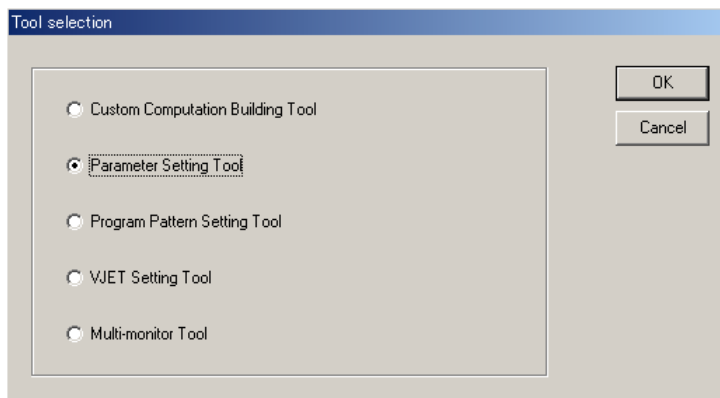 Tool selection
Custom Computation Building Tool
Parameter Setting Tool
Program Pattern Setting Tool
VJET Setting Tool
Multi-monitor Tool
OK
Cancel